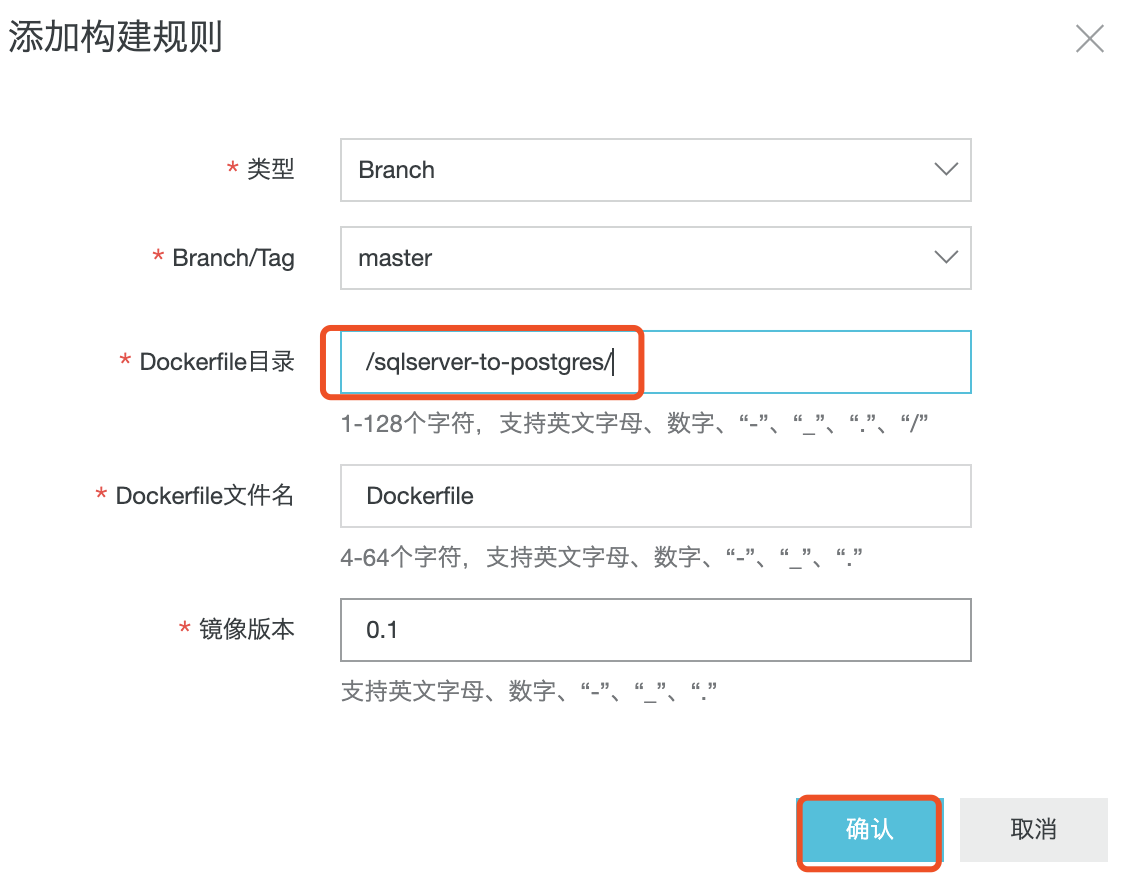 添加构建规则
* 类型 Branch
* Branch/Tag master
* Dockerfile目录 /sqlserver-to-postgres/
1-128个字符，支持英文字母、数字、“-”、“_”、“.”、“/”
* Dockerfile文件名 Dockerfile
4-64个字符，支持英文字母、数字、“-”、“_”、“.”
* 镜像版本 0.1
支持英文字母、数字、“-”、“_”、“.”
确认 取消